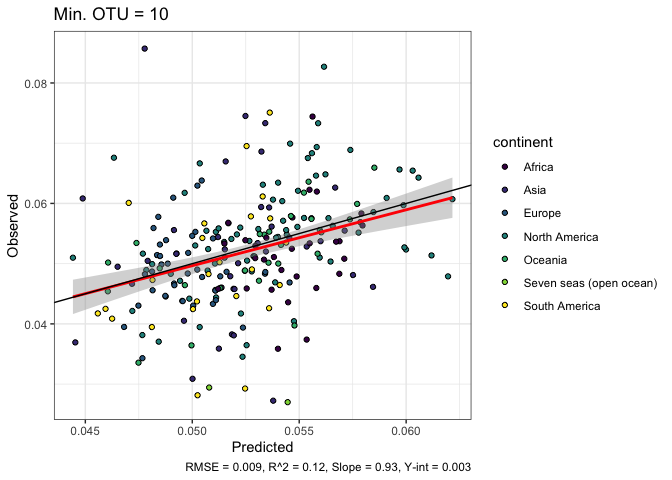 Min. OTU = 10
Observed
0.08
0.06
0.04
0.045
0.050
0.055
0.060
Predicted
RMSE = 0.009, R^2 = 0.12, Slope = 0.93, Y-int = 0.003
continent
Africa
Asia
Europe
North America
Oceania
Seven seas (open ocean)
South America